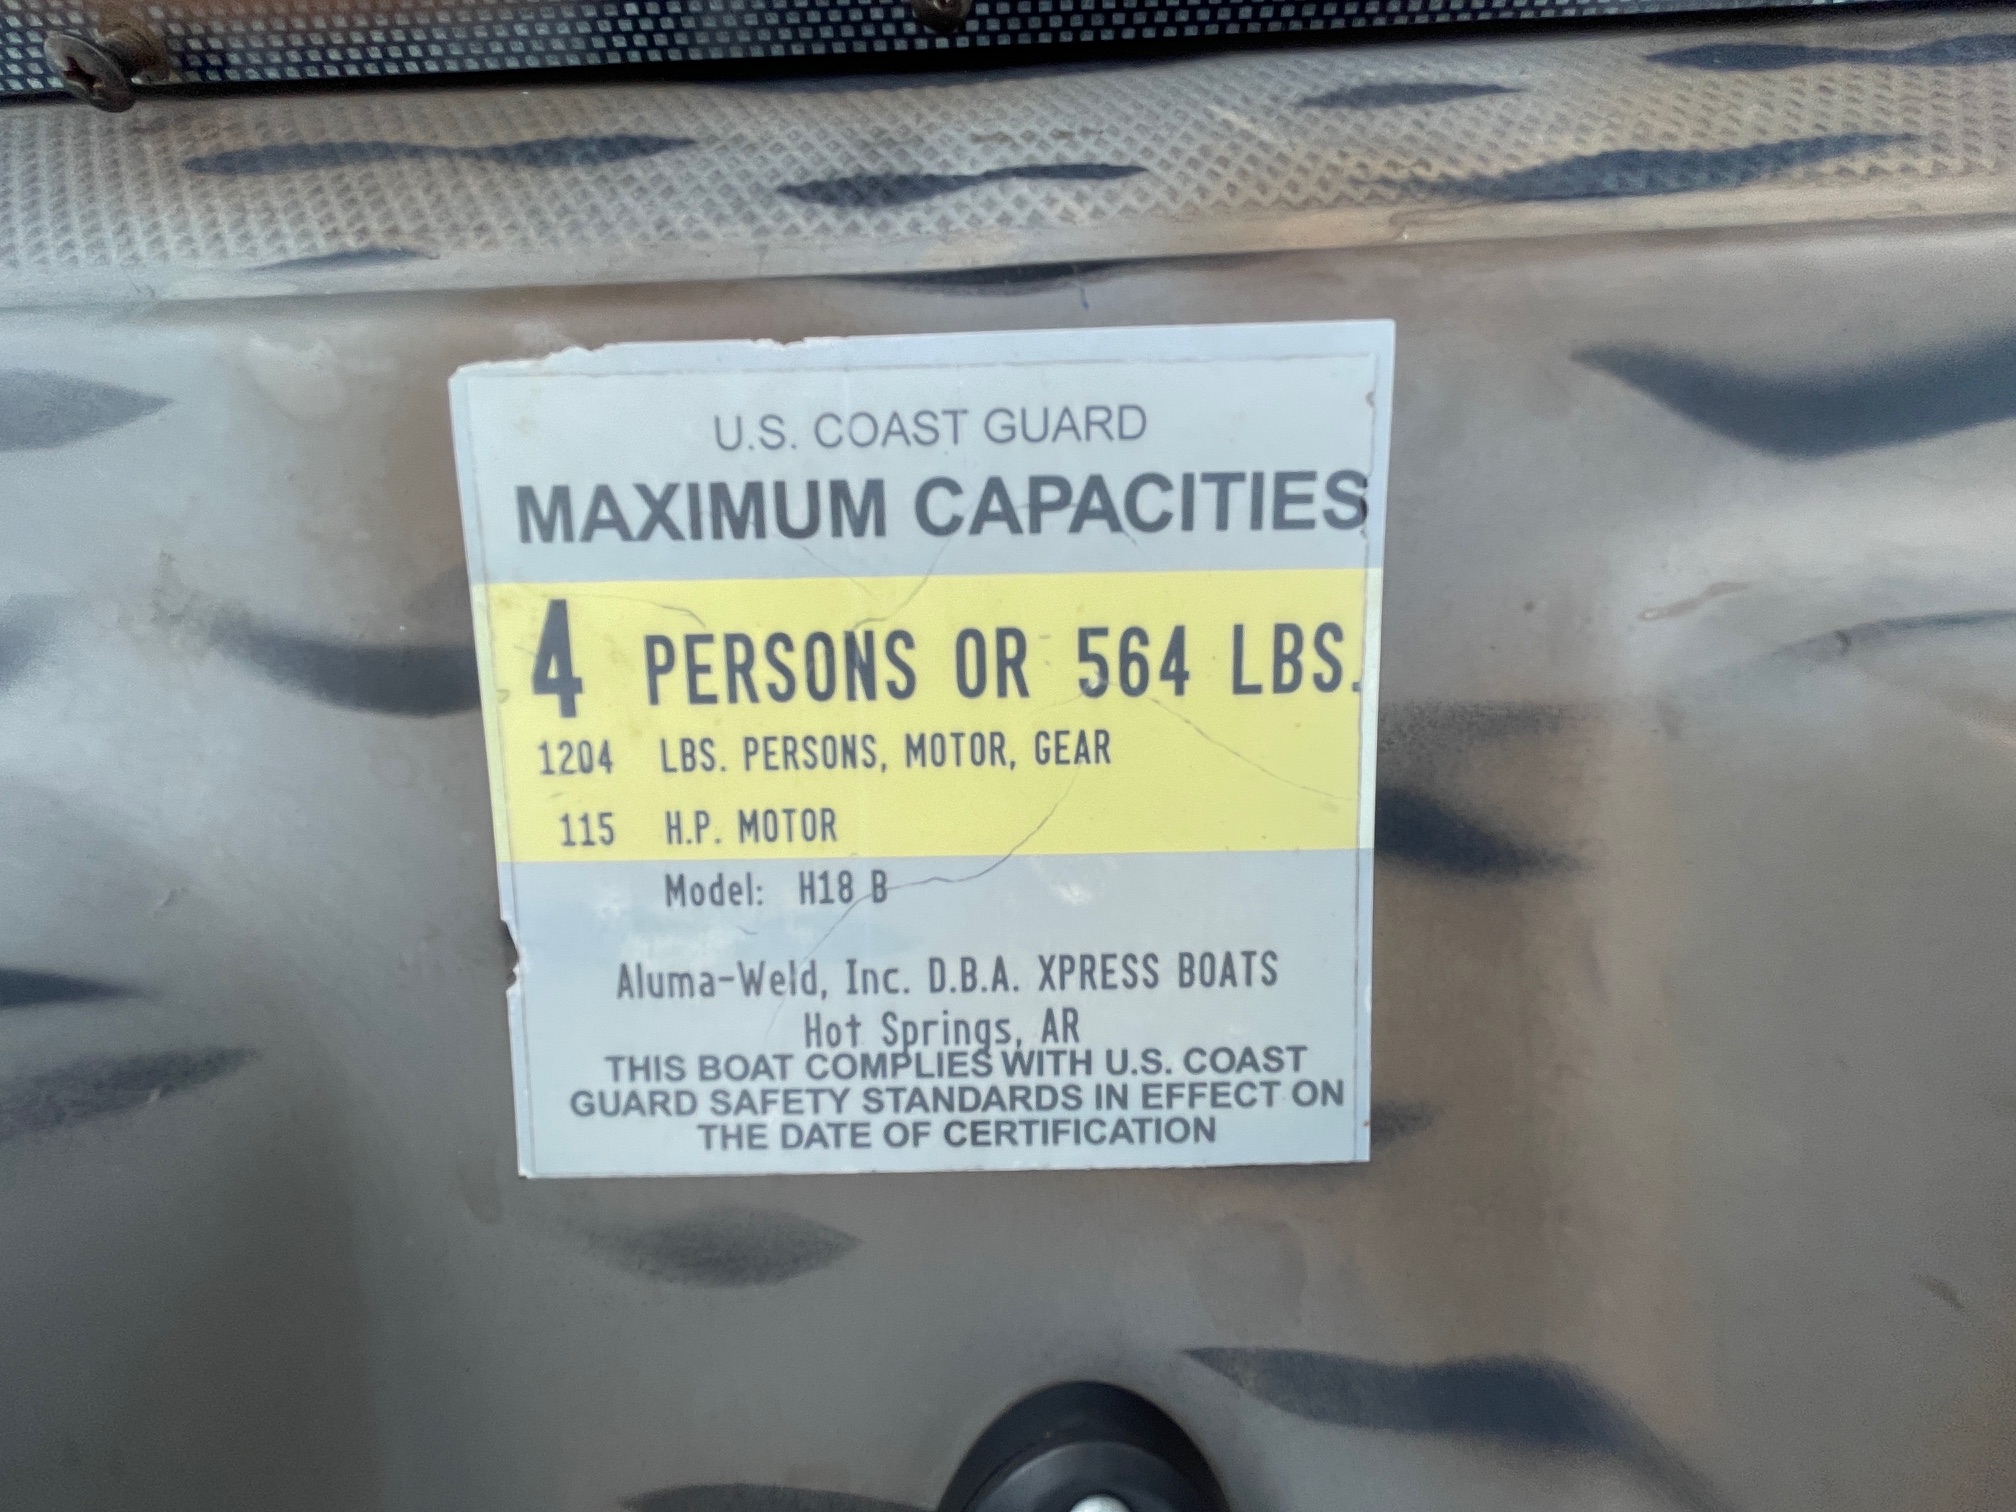 U.S. COAST GUARD
MAXIMUM CAPACITIES
4 PERSONS OR 564 LBS.
1204 LBS. PERSONS, MOTOR, GEAR
115 H.P. MOTOR
Model: H18 B
Aluma-Weld, Inc. D.B.A. XPRESS BOATS
Hot Springs, AR
THIS BOAT COMPLIES WITH U.S. COAST
GUARD SAFETY STANDARDS IN EFFECT ON
THE DATE OF CERTIFICATION